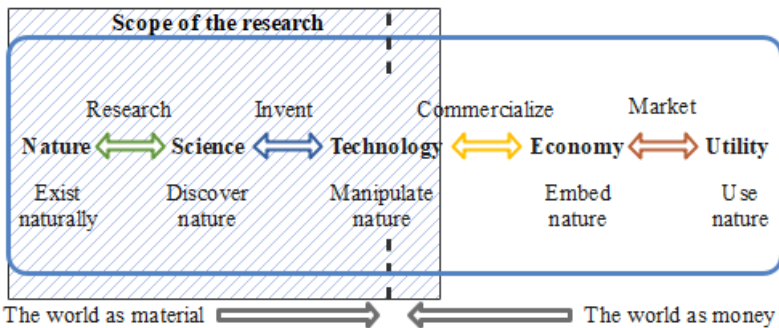 Scope of the research
Research Invent Commercialize Market
Nature Science Technology Economy Utility
Exist Discover Manipulate Embed Use
naturally nature nature nature nature
The world as material The world as money